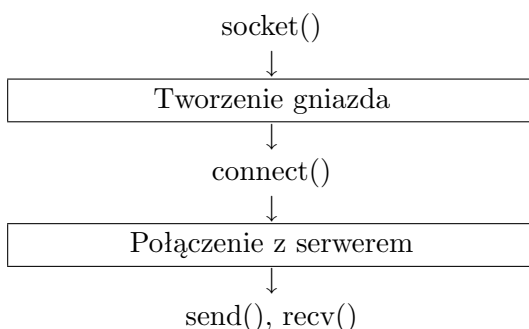 socket()
Tworzenie gniazda
connect()
Połączenie z serwerem
send(), recv()